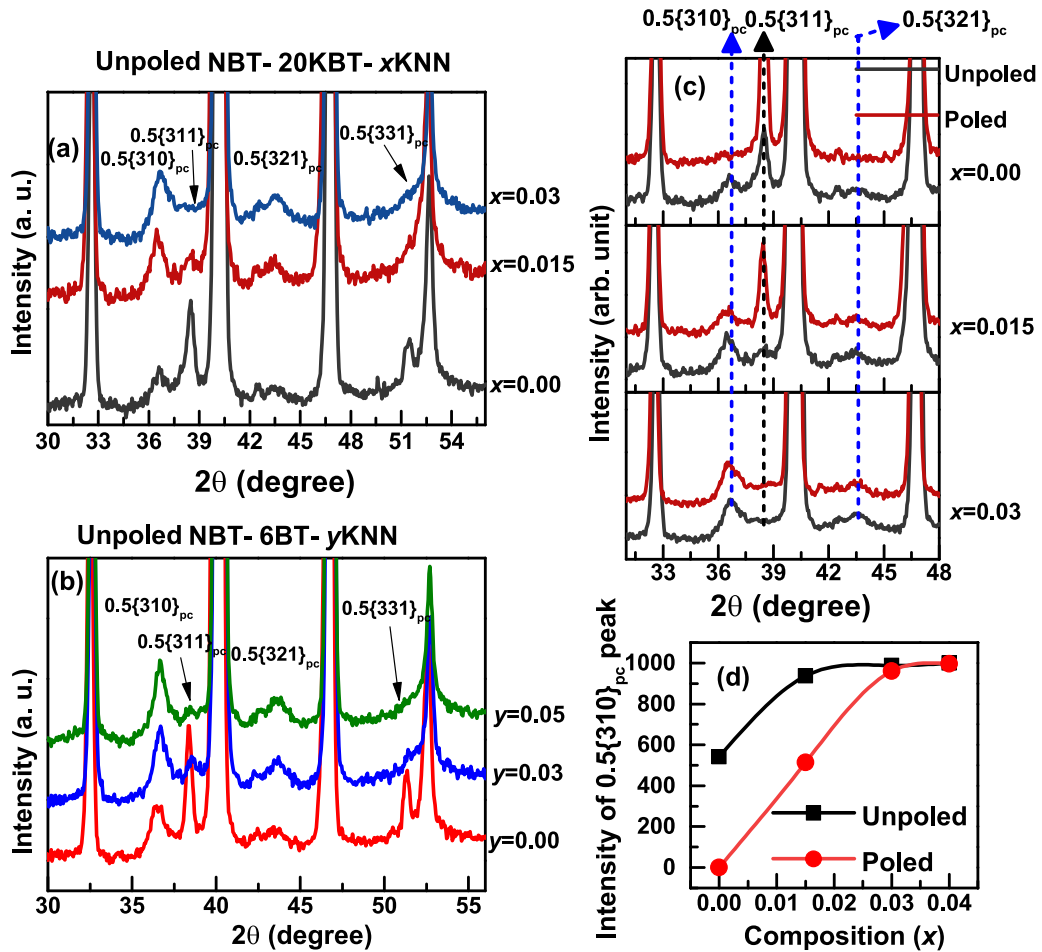 Unpoled NBT- 20KBT- xKNN
(a)
0.5{311}pc
0.5{310}pc
0.5{321}pc
0.5{331}pc
x=0.03
x=0.015
x=0.00
Intensity (a. u.)
30 33 36 39 42 45 48 51 54
2θ (degree)
Unpoled NBT- 6BT- yKNN
(b)
0.5{310}pc
0.5{311}pc
0.5{321}pc
0.5{331}pc
y=0.05
y=0.03
y=0.00
Intensity (a. u.)
30 35 40 45 50 55
2θ (degree)
0.5{310}pc 0.5{311}pc 0.5{321}pc
(c)
Unpoled
Poled
x=0.00
x=0.015
x=0.03
Intensity (arb. unit)
33 36 39 42 45 48
2θ (degree)
(d)
Intensity of 0.5{310}pc peak
1000
800
600
400
200
0
Unpoled
Poled
0.00 0.01 0.02 0.03 0.04
Composition (x)